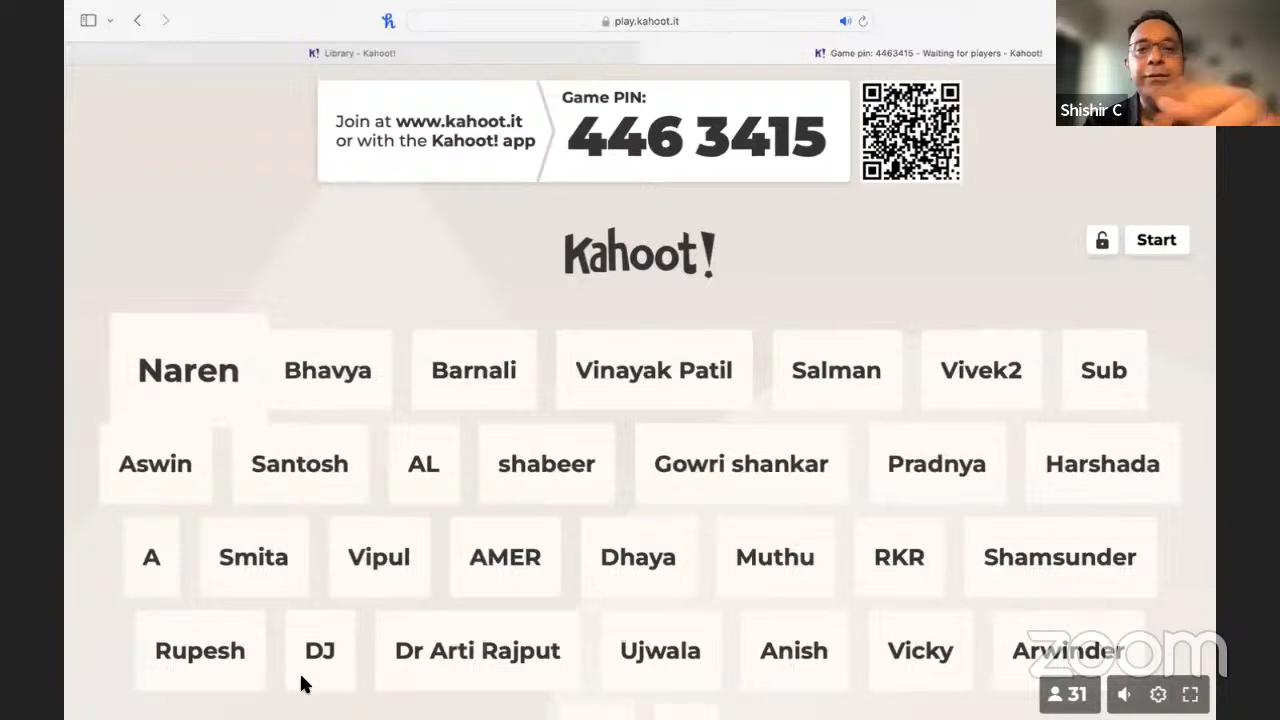 play.kahoot.it
K! Library - Kahoot!
K! Game pin: 4463415 - Waiting for players - Kahoot!
Shishir C
Join at www.kahoot.it
or with the Kahoot! app
Game PIN:
446 3415
Kahoot!
Start
Naren Bhavya Barnali Vinayak Patil Salman Vivek2 Sub
Aswin Santosh AL shabeer Gowri shankar Pradnya Harshada
A Smita Vipul AMER Dhaya Muthu RKR Shamsunder
Rupesh DJ Dr Arti Rajput Ujwala Anish Vicky Arwinder
zoom
31